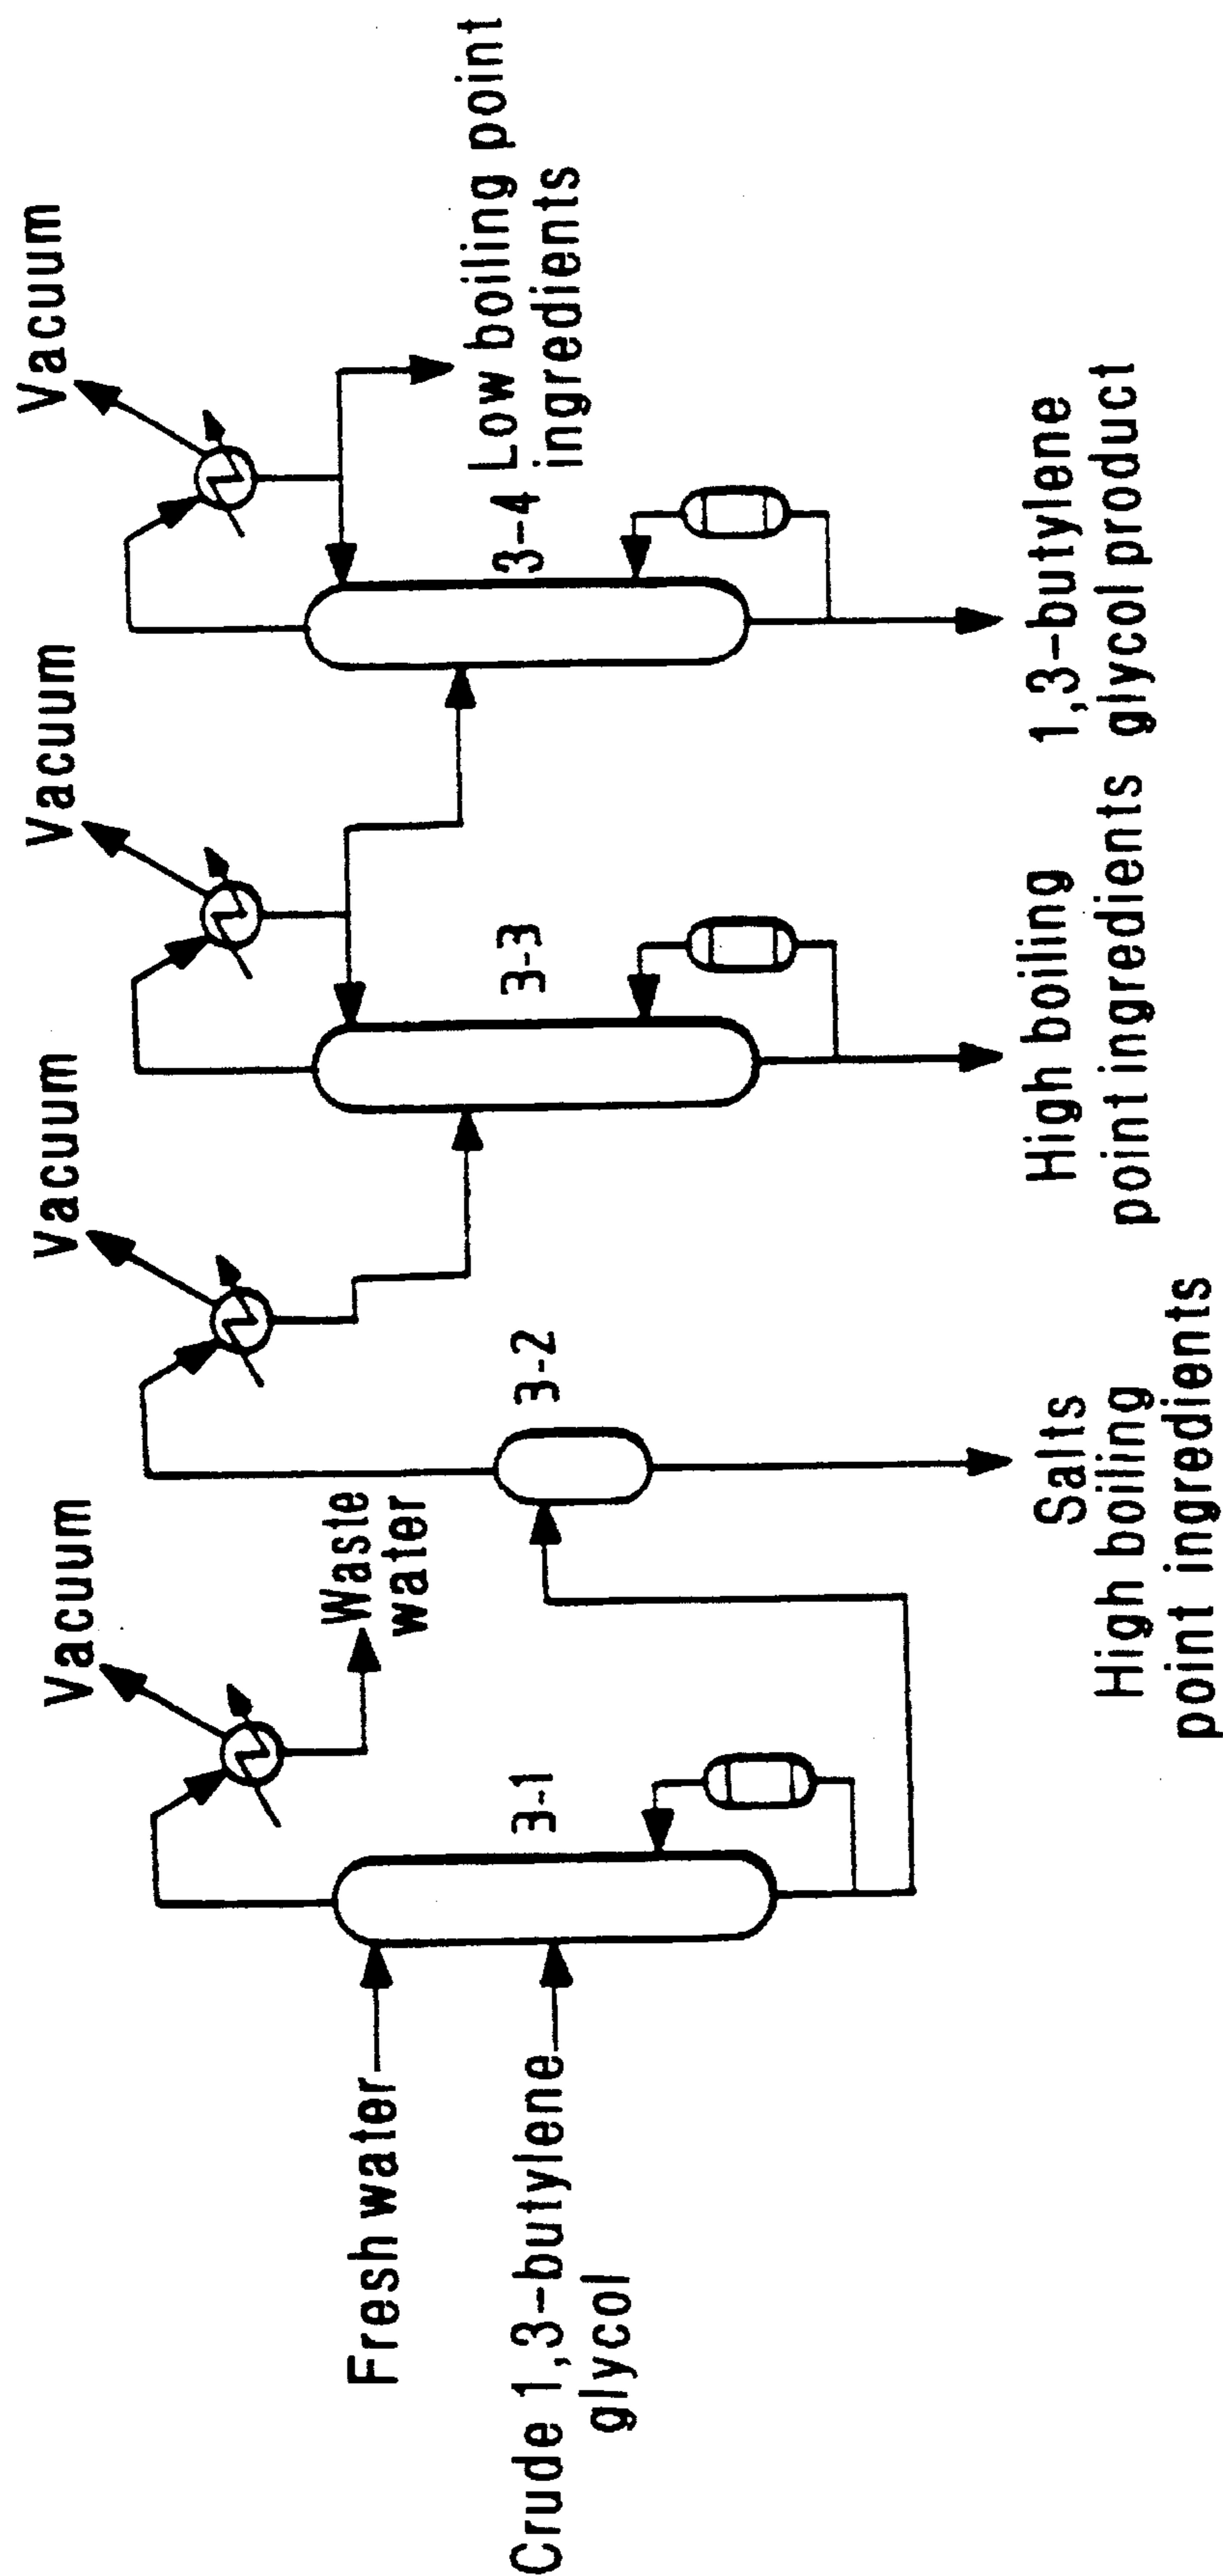 Vacuum
Vacuum
Vacuum
Vacuum
Fresh water
Waste
water
Crude 1,3-butylene
glycol
3-1
3-2
3-3
3-4
Low boiling point
ingredients
Salts
High boiling
point ingredients
High boiling
point ingredients
1,3-butylene
glycol product